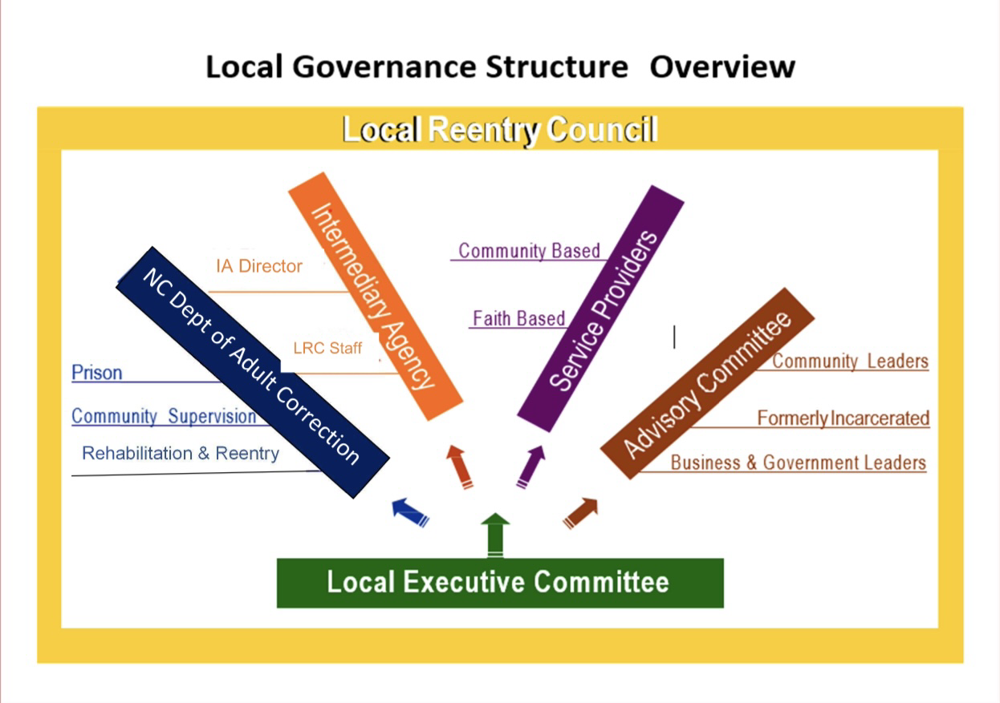 Local Governance Structure Overview
Local Reentry Council
NC Dept of Adult Correction
Prison
Community Supervision
Rehabilitation & Reentry
Intermediary Agency
IA Director
LRC Staff
Service Providers
Community Based
Faith Based
Advisory Committee
Community Leaders
Formerly Incarcerated
Business & Government Leaders
Local Executive Committee